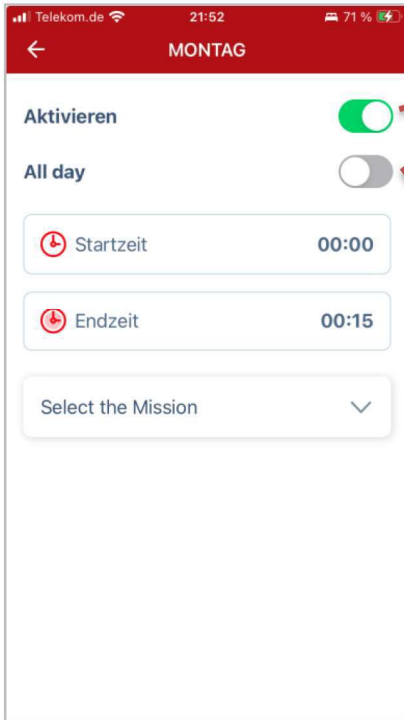 Telekom.de 21:52 71 %
MONTAG
Aktivieren
All day
Startzeit 00:00
Endzeit 00:15
Select the Mission